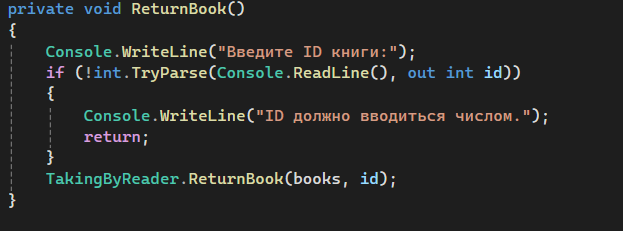 private void ReturnBook()
{
Console.WriteLine("Введите ID книги:");
if (!int.TryParse(Console.ReadLine(), out int id))
{
Console.WriteLine("ID должно вводиться числом.");
return;
}
TakingByReader.ReturnBook(books, id);
}